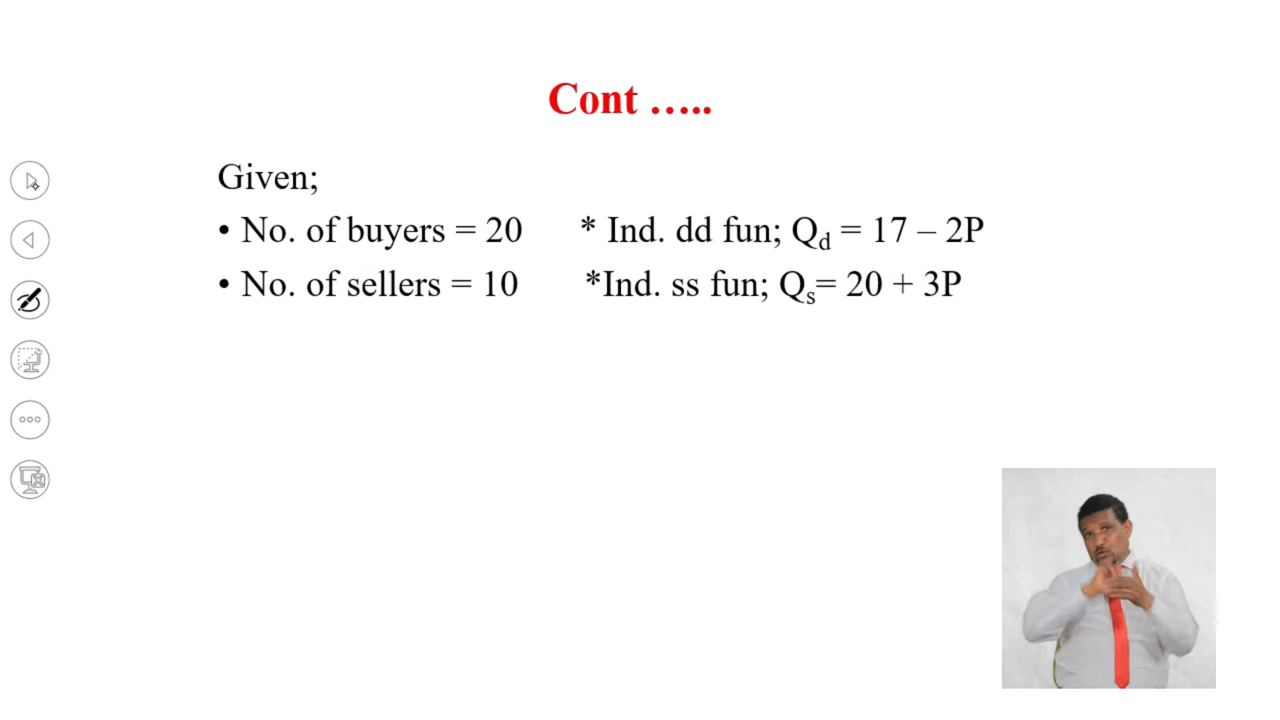 Cont …..
Given;
• No. of buyers = 20 * Ind. dd fun; Qd = 17 – 2P
• No. of sellers = 10 *Ind. ss fun; Qs= 20 + 3P